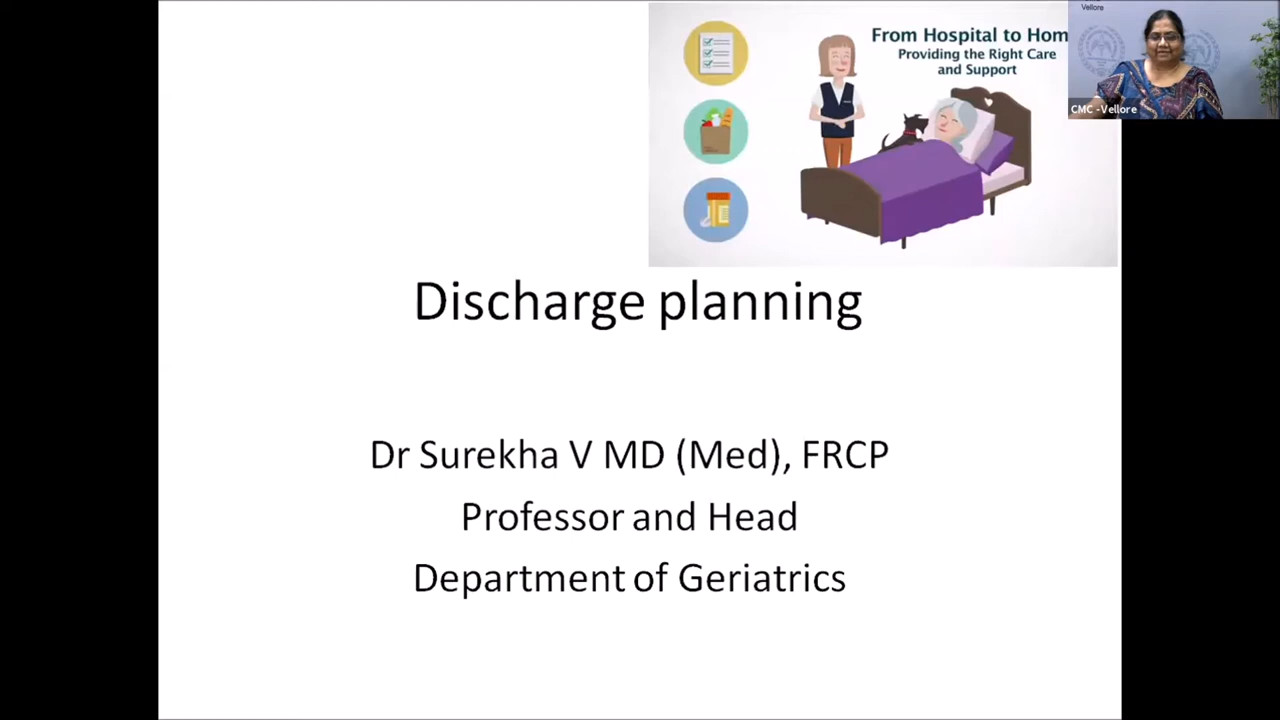 Vellore
From Hospital to Hom
Providing the Right Care
and Support
CMC -Vellore
Discharge planning
Dr Surekha V MD (Med), FRCP
Professor and Head
Department of Geriatrics